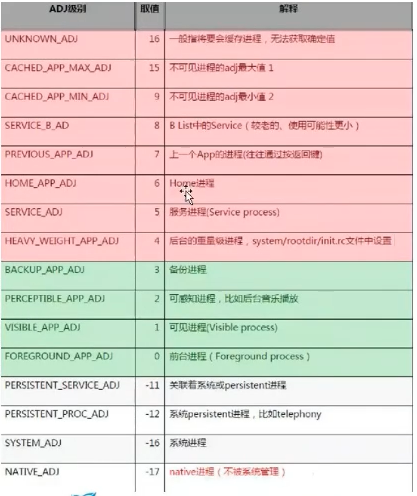 ADJ级别 取值 解释
UNKNOWN_ADJ 16 一般指将要会缓存进程，无法获取确定值
CACHED_APP_MAX_ADJ 15 不可见进程的adj最大值 1
CACHED_APP_MIN_ADJ 9 不可见进程的adj最小值 2
SERVICE_B_AD 8 B List中的Service（较老的、使用可能性更小）
PREVIOUS_APP_ADJ 7 上一个App的进程(往往通过按返回键)
HOME_APP_ADJ 6 Home进程
SERVICE_ADJ 5 服务进程(Service process)
HEAVY_WEIGHT_APP_ADJ 4 后台的重量级进程，system/rootdir/init.rc文件中设置
BACKUP_APP_ADJ 3 备份进程
PERCEPTIBLE_APP_ADJ 2 可感知进程，比如后台音乐播放
VISIBLE_APP_ADJ 1 可见进程(Visible process)
FOREGROUND_APP_ADJ 0 前台进程（Foreground process）
PERSISTENT_SERVICE_ADJ -11 关联着系统或persistent进程
PERSISTENT_PROC_ADJ -12 系统persistent进程，比如telephony
SYSTEM_ADJ -16 系统进程
NATIVE_ADJ -17 native进程（不被系统管理）